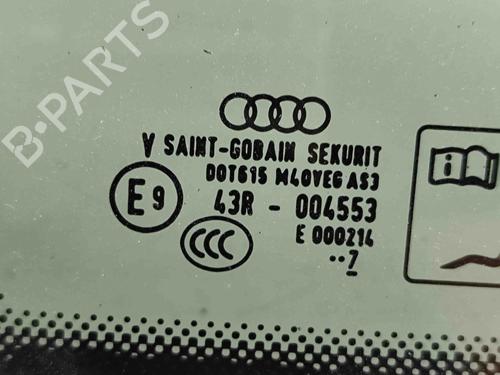 B-PARTS
V SAINT-GOBAIN SEKURIT
DOT615 M40VEG AS3
E9
43R - 004553
CCC
E 000214
··7
i